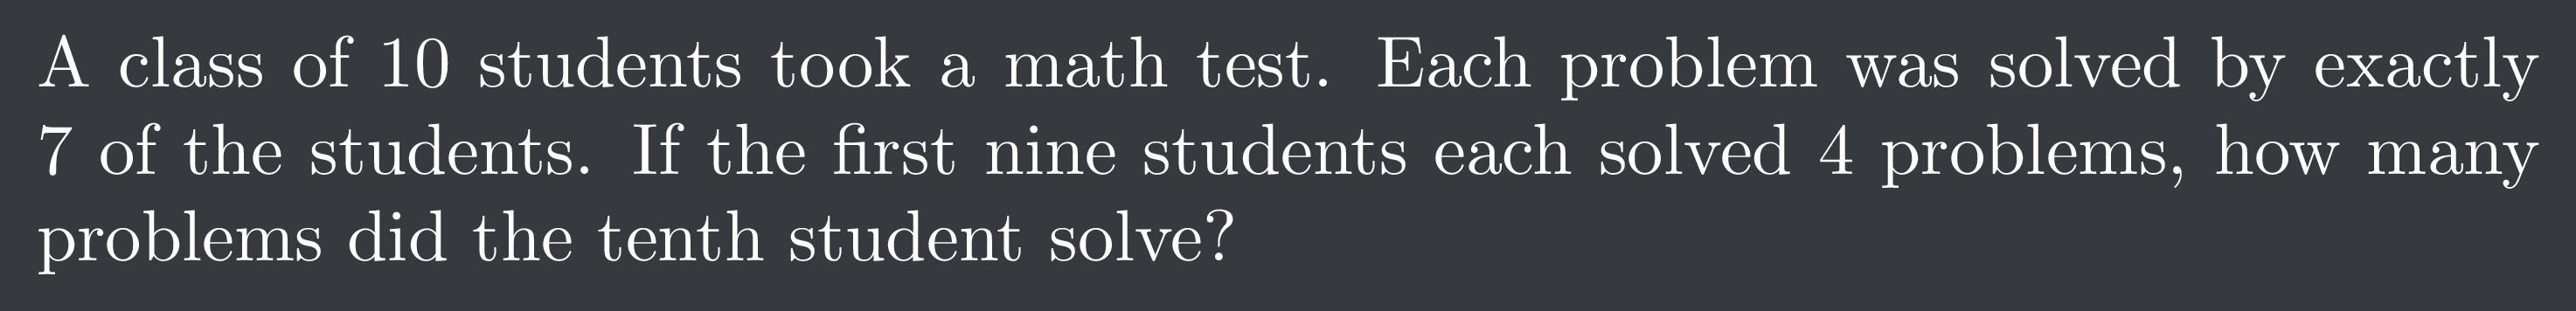 A class of 10 students took a math test. Each problem was solved by exactly
7 of the students. If the first nine students each solved 4 problems, how many
problems did the tenth student solve?